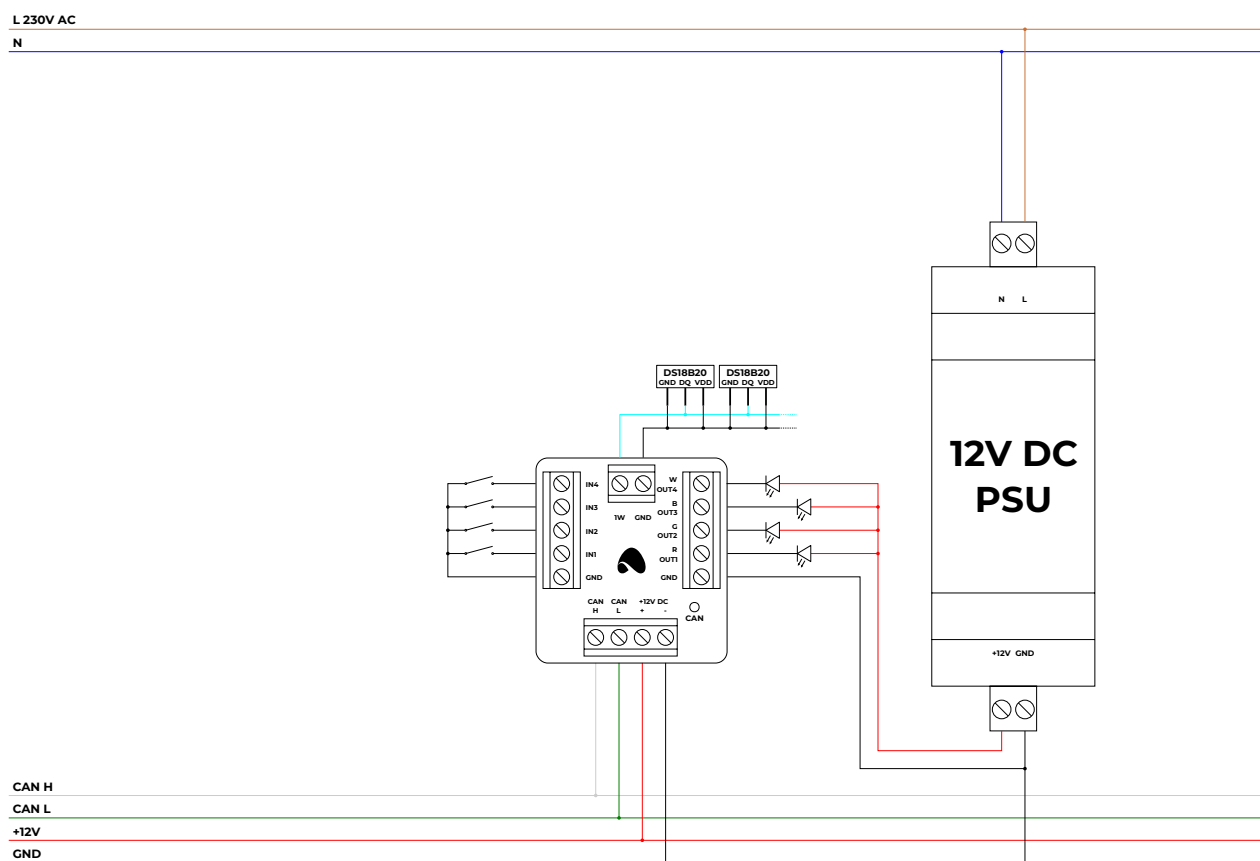 L 230V AC
N
N L
DS18B20 DS18B20
GND DQ VDD GND DQ VDD
12V DC
PSU
IN4
IN3
IN2
IN1
GND
1W GND
W
OUT4
B
OUT3
G
OUT2
R
OUT1
GND
CAN CAN +12V DC
H L + -
CAN
+12V GND
CAN H
CAN L
+12V
GND